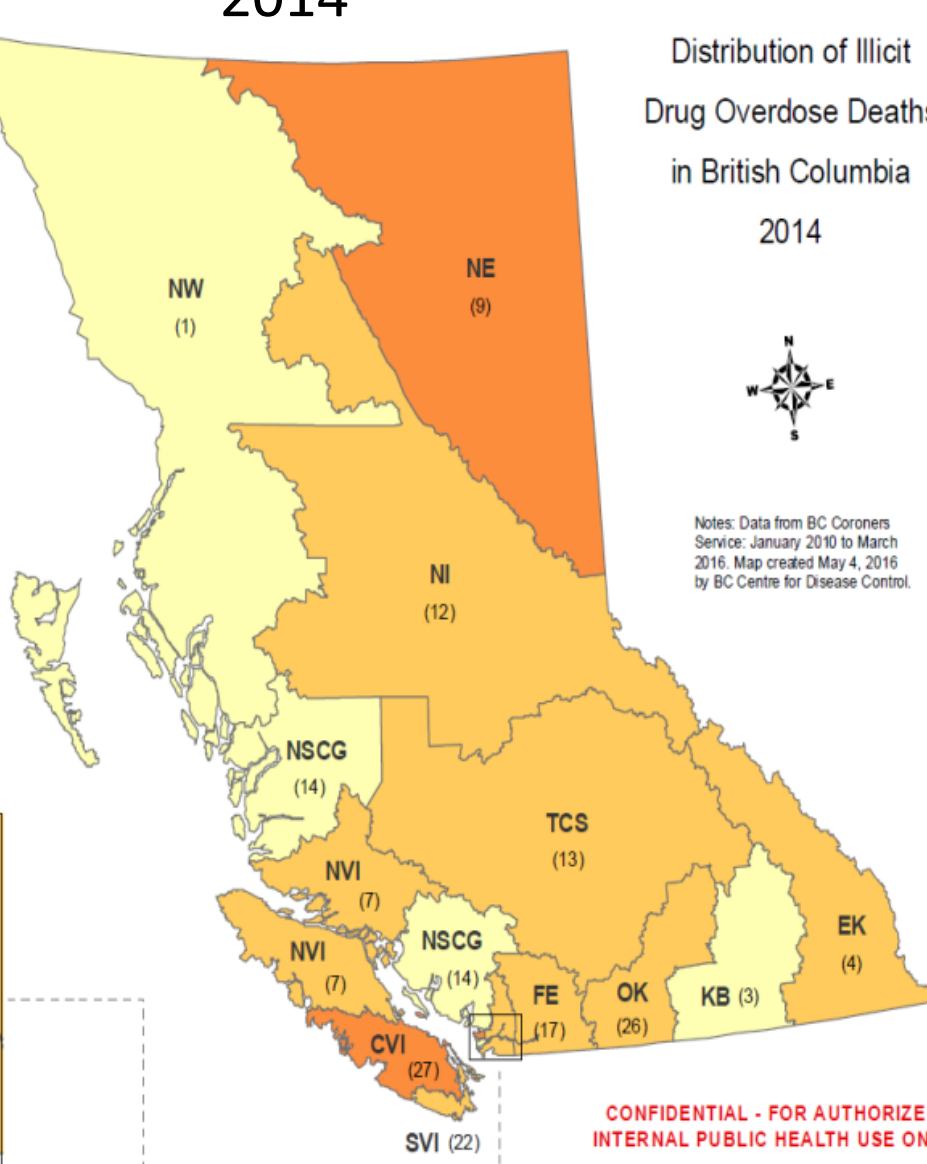 2014
Distribution of Illicit
Drug Overdose Deaths
in British Columbia
2014
NE
(9)
NW
(1)
N
W E
S
Notes: Data from BC Coroners
Service: January 2010 to March
2016. Map created May 4, 2016
by BC Centre for Disease Control.
NI
(12)
NSCG
(14)
TCS
(13)
NVI
(7)
EK
(4)
NSCG
(14)
NVI
(7)
FE
(17)
OK
(26)
KB (3)
CVI
(27)
SVI (22)
CONFIDENTIAL - FOR AUTHORIZE
INTERNAL PUBLIC HEALTH USE ON